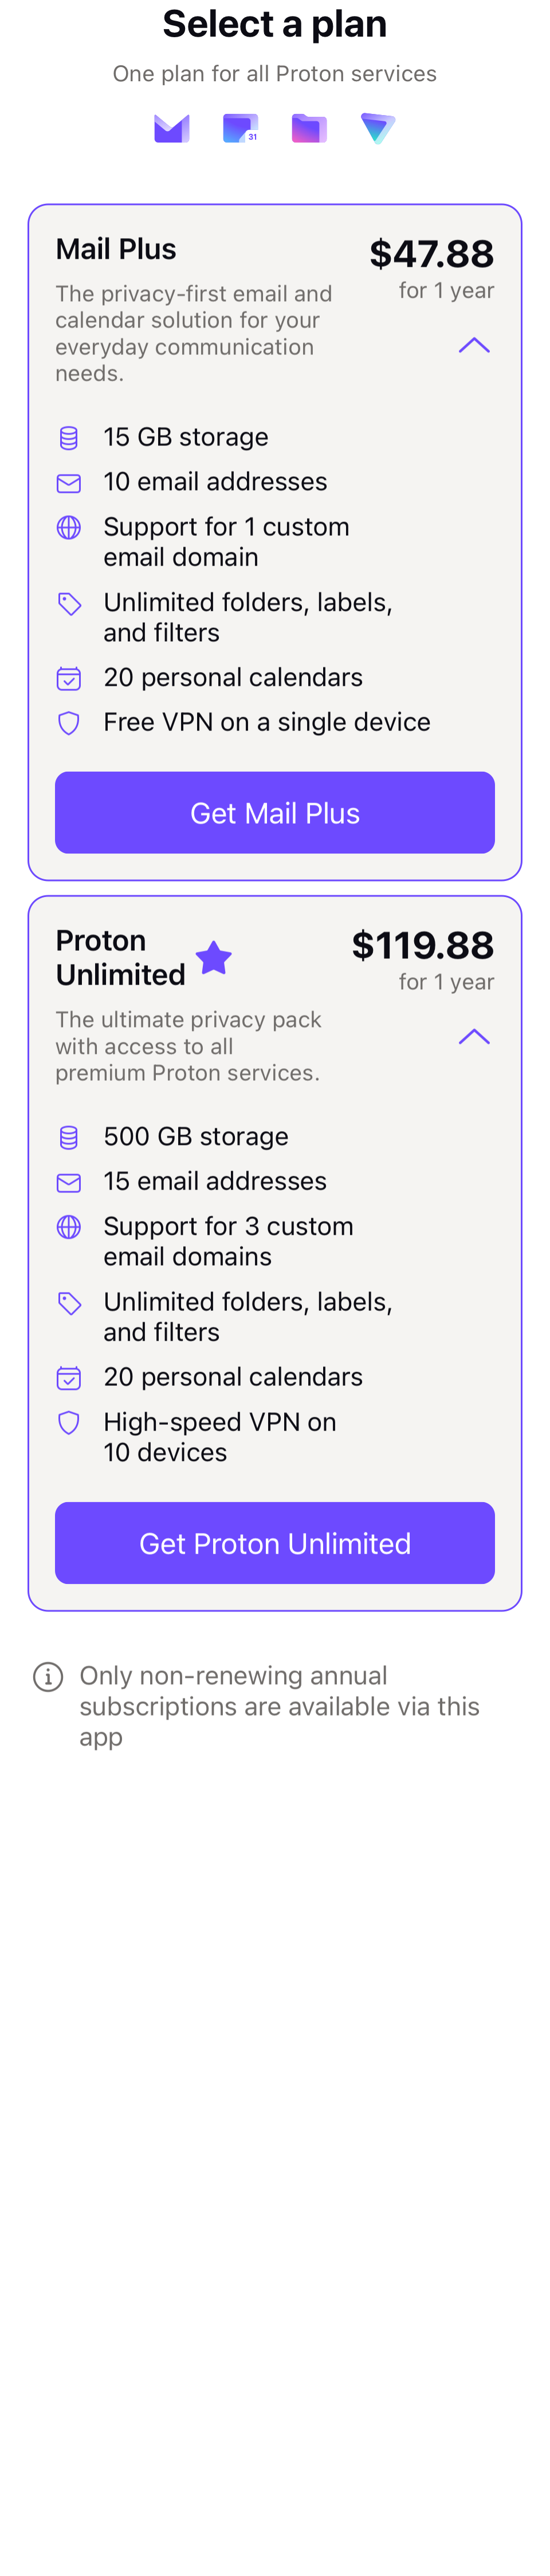 Select a plan
One plan for all Proton services
31
Mail Plus
$47.88
for 1 year
The privacy-first email and
calendar solution for your
everyday communication
needs.
15 GB storage
10 email addresses
Support for 1 custom
email domain
Unlimited folders, labels,
and filters
20 personal calendars
Free VPN on a single device
Get Mail Plus
Proton
Unlimited
$119.88
for 1 year
The ultimate privacy pack
with access to all
premium Proton services.
500 GB storage
15 email addresses
Support for 3 custom
email domains
Unlimited folders, labels,
and filters
20 personal calendars
High-speed VPN on
10 devices
Get Proton Unlimited
Only non-renewing annual
subscriptions are available via this
app